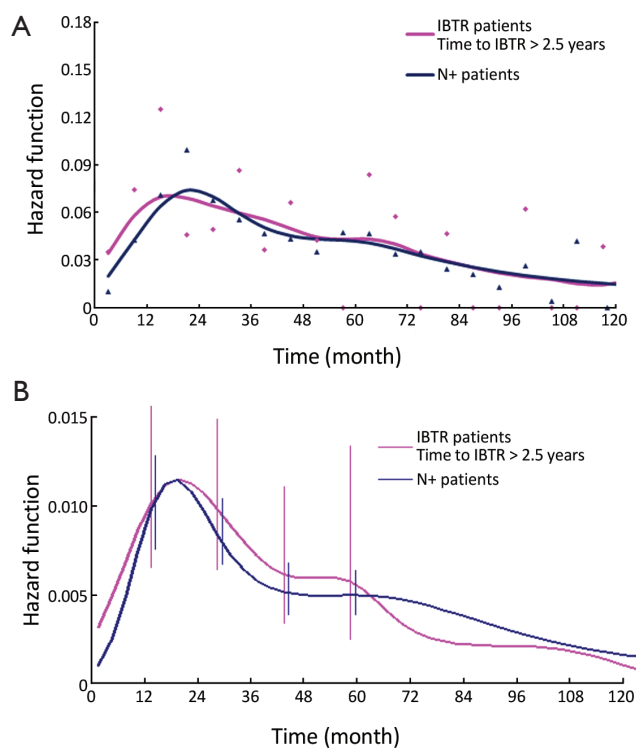 A
0.18
0.15
0.12
0.09
0.06
0.03
0
Hazard function
IBTR patients
Time to IBTR > 2.5 years
N+ patients
0 12 24 36 48 60 72 84 96 108 120
Time (month)
B
0.015
0.010
0.005
0
Hazard function
IBTR patients
Time to IBTR > 2.5 years
N+ patients
0 12 24 36 48 60 72 84 96 108 120
Time (month)